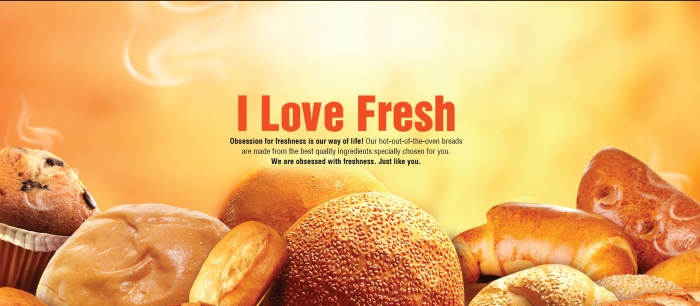 I Love Fresh
Obsession for freshness is our way of life! Our hot-out-of-the-oven breads
are made from the best quality ingredients specially chosen for you.
We are obsessed with freshness. Just like you.